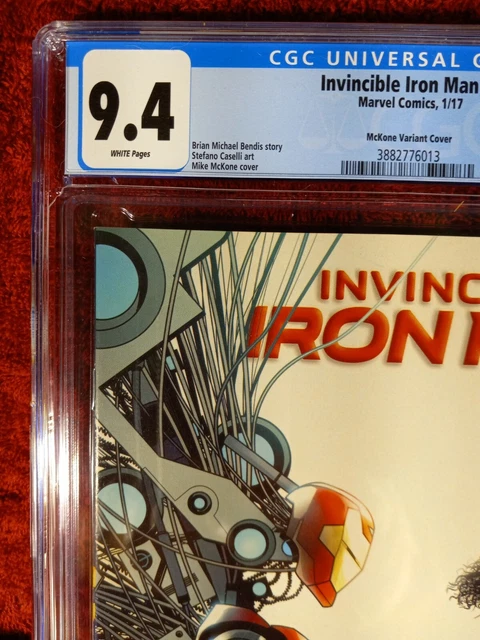 CGC UNIVERSAL
9.4
WHITE Pages
Invincible Iron Man
Marvel Comics, 1/17
McKone Variant Cover
3882776013
Brian Michael Bendis story
Stefano Caselli art
Mike McKone cover
INVINC
IRON